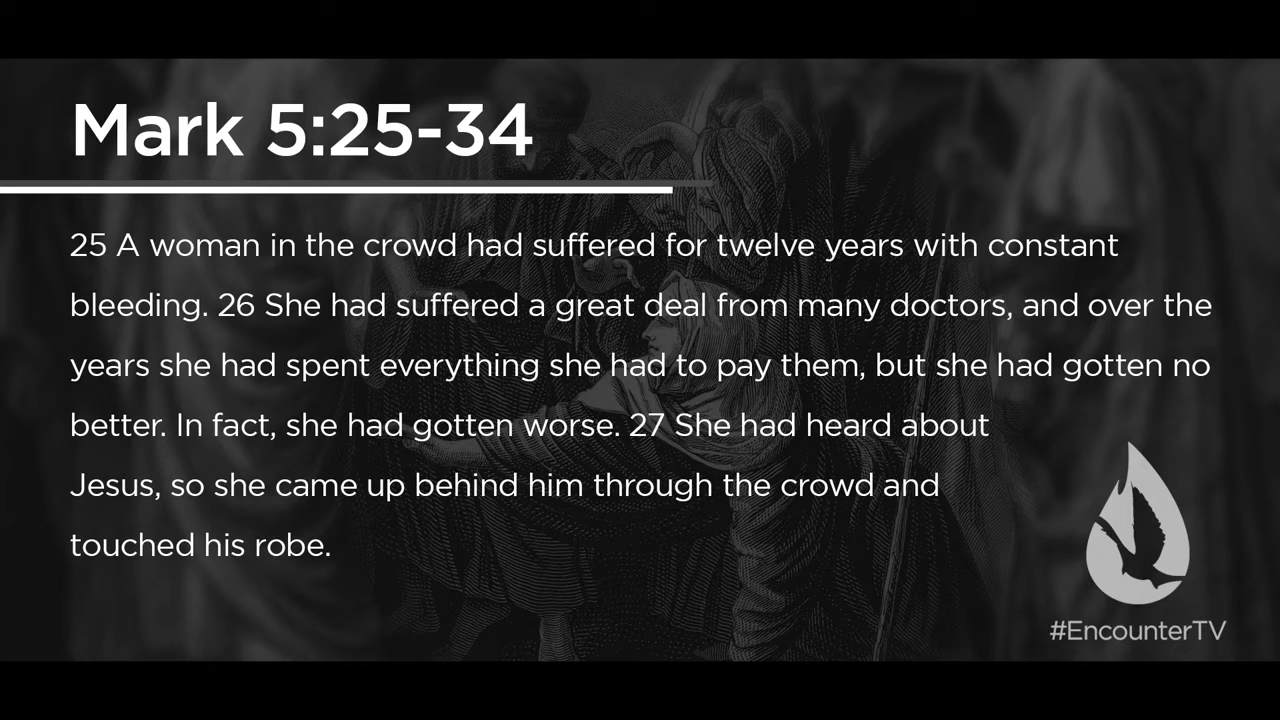 Mark 5:25-34
25 A woman in the crowd had suffered for twelve years with constant
bleeding. 26 She had suffered a great deal from many doctors, and over the
years she had spent everything she had to pay them, but she had gotten no
better. In fact, she had gotten worse. 27 She had heard about
Jesus, so she came up behind him through the crowd and
touched his robe.
#EncounterTV